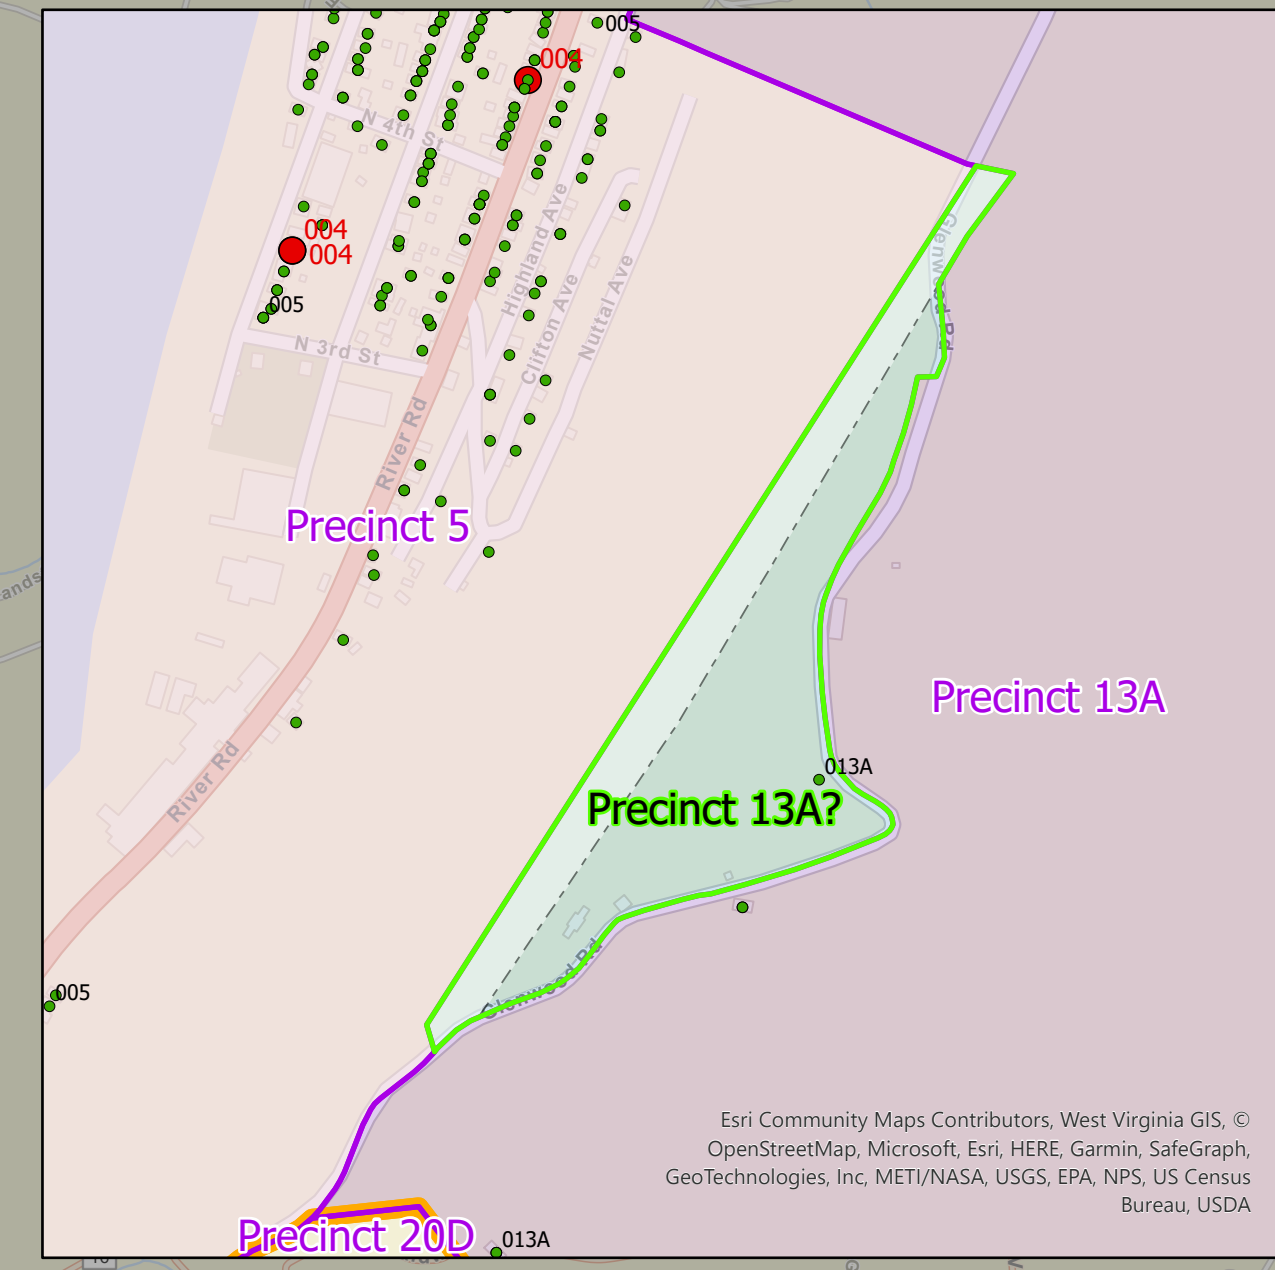 005
004
N 4th St
Glenwood Rd
004
004
Highland Ave
Nuttal Ave
Clifton Ave
005
N 3rd St
River Rd
Precinct 5
ands
Precinct 13A
013A
Precinct 13A?
River Rd
Glenwood Rd
005
Esri Community Maps Contributors, West Virginia GIS, ©
OpenStreetMap, Microsoft, Esri, HERE, Garmin, SafeGraph,
GeoTechnologies, Inc, METI/NASA, USGS, EPA, NPS, US Census
Bureau, USDA
Precinct 20D
013A